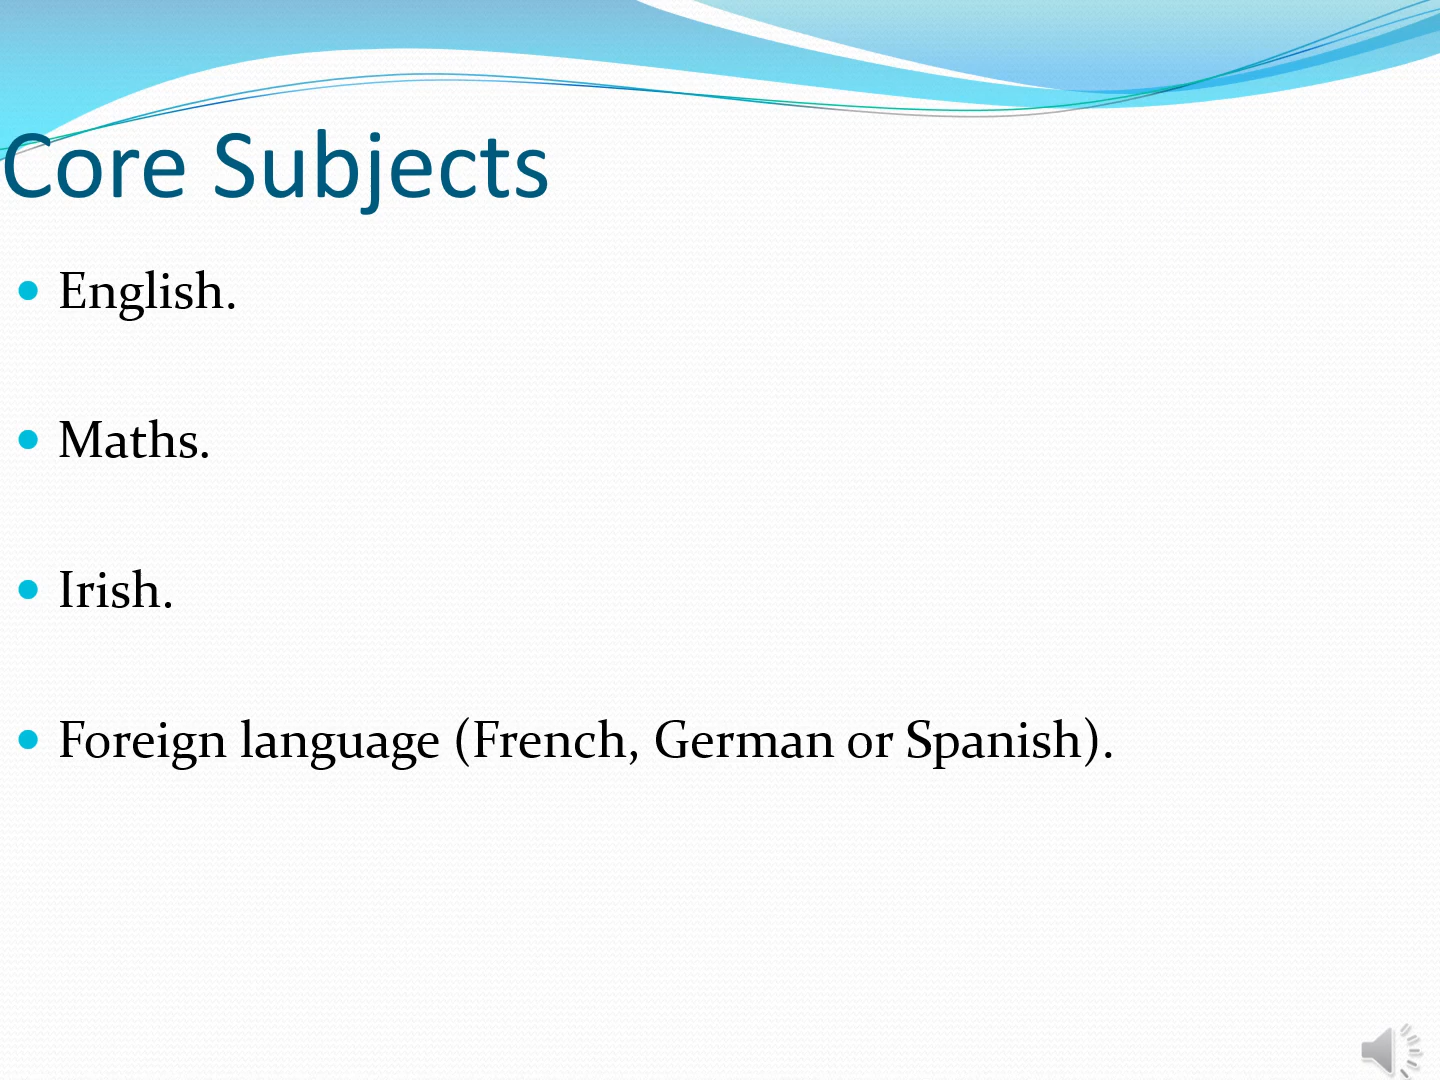 Core Subjects
• English.
• Maths.
• Irish.
• Foreign language (French, German or Spanish).